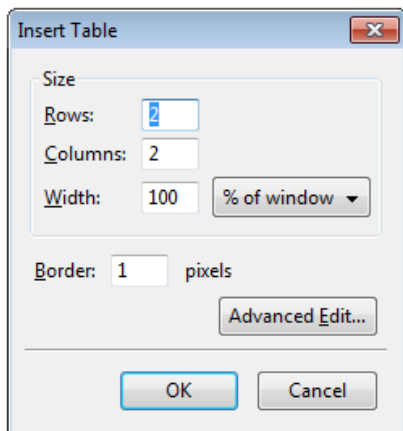 Insert Table
Size
Rows: 2
Columns: 2
Width: 100 % of window
Border: 1 pixels
Advanced Edit...
OK Cancel